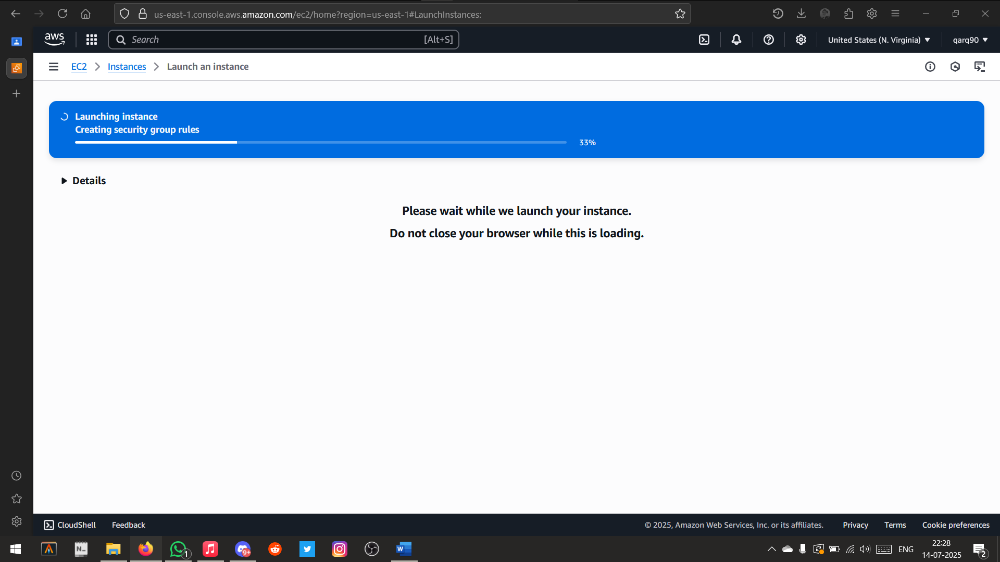 us-east-1.console.aws.amazon.com/ec2/home?region=us-east-1#LaunchInstances:
aws
Search
[Alt+S]
United States (N. Virginia)
qarq90
EC2
Instances
Launch an instance
Launching instance
Creating security group rules
33%
Details
Please wait while we launch your instance.
Do not close your browser while this is loading.
CloudShell
Feedback
© 2025, Amazon Web Services, Inc. or its affiliates.
Privacy
Terms
Cookie preferences
N_
1
9+
W
ENG
22:28
14-07-2025
2